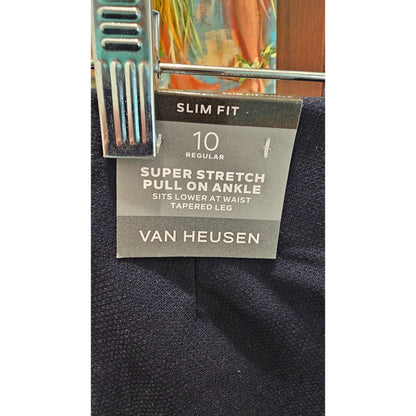 SLIM FIT
10
REGULAR
SUPER STRETCH
PULL ON ANKLE
SITS LOWER AT WAIST
TAPERED LEG
VAN HEUSEN